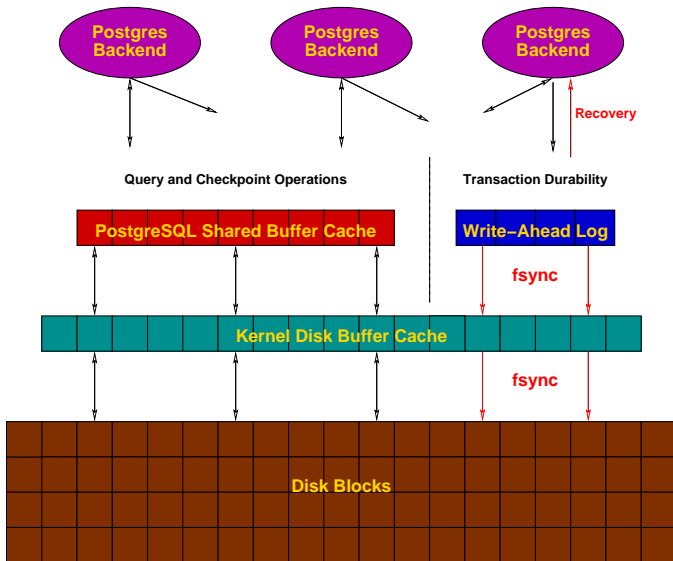 Postgres
Backend
Postgres
Backend
Postgres
Backend
Recovery
Query and Checkpoint Operations
Transaction Durability
PostgreSQL Shared Buffer Cache
Write−Ahead Log
fsync
Kernel Disk Buffer Cache
fsync
Disk Blocks